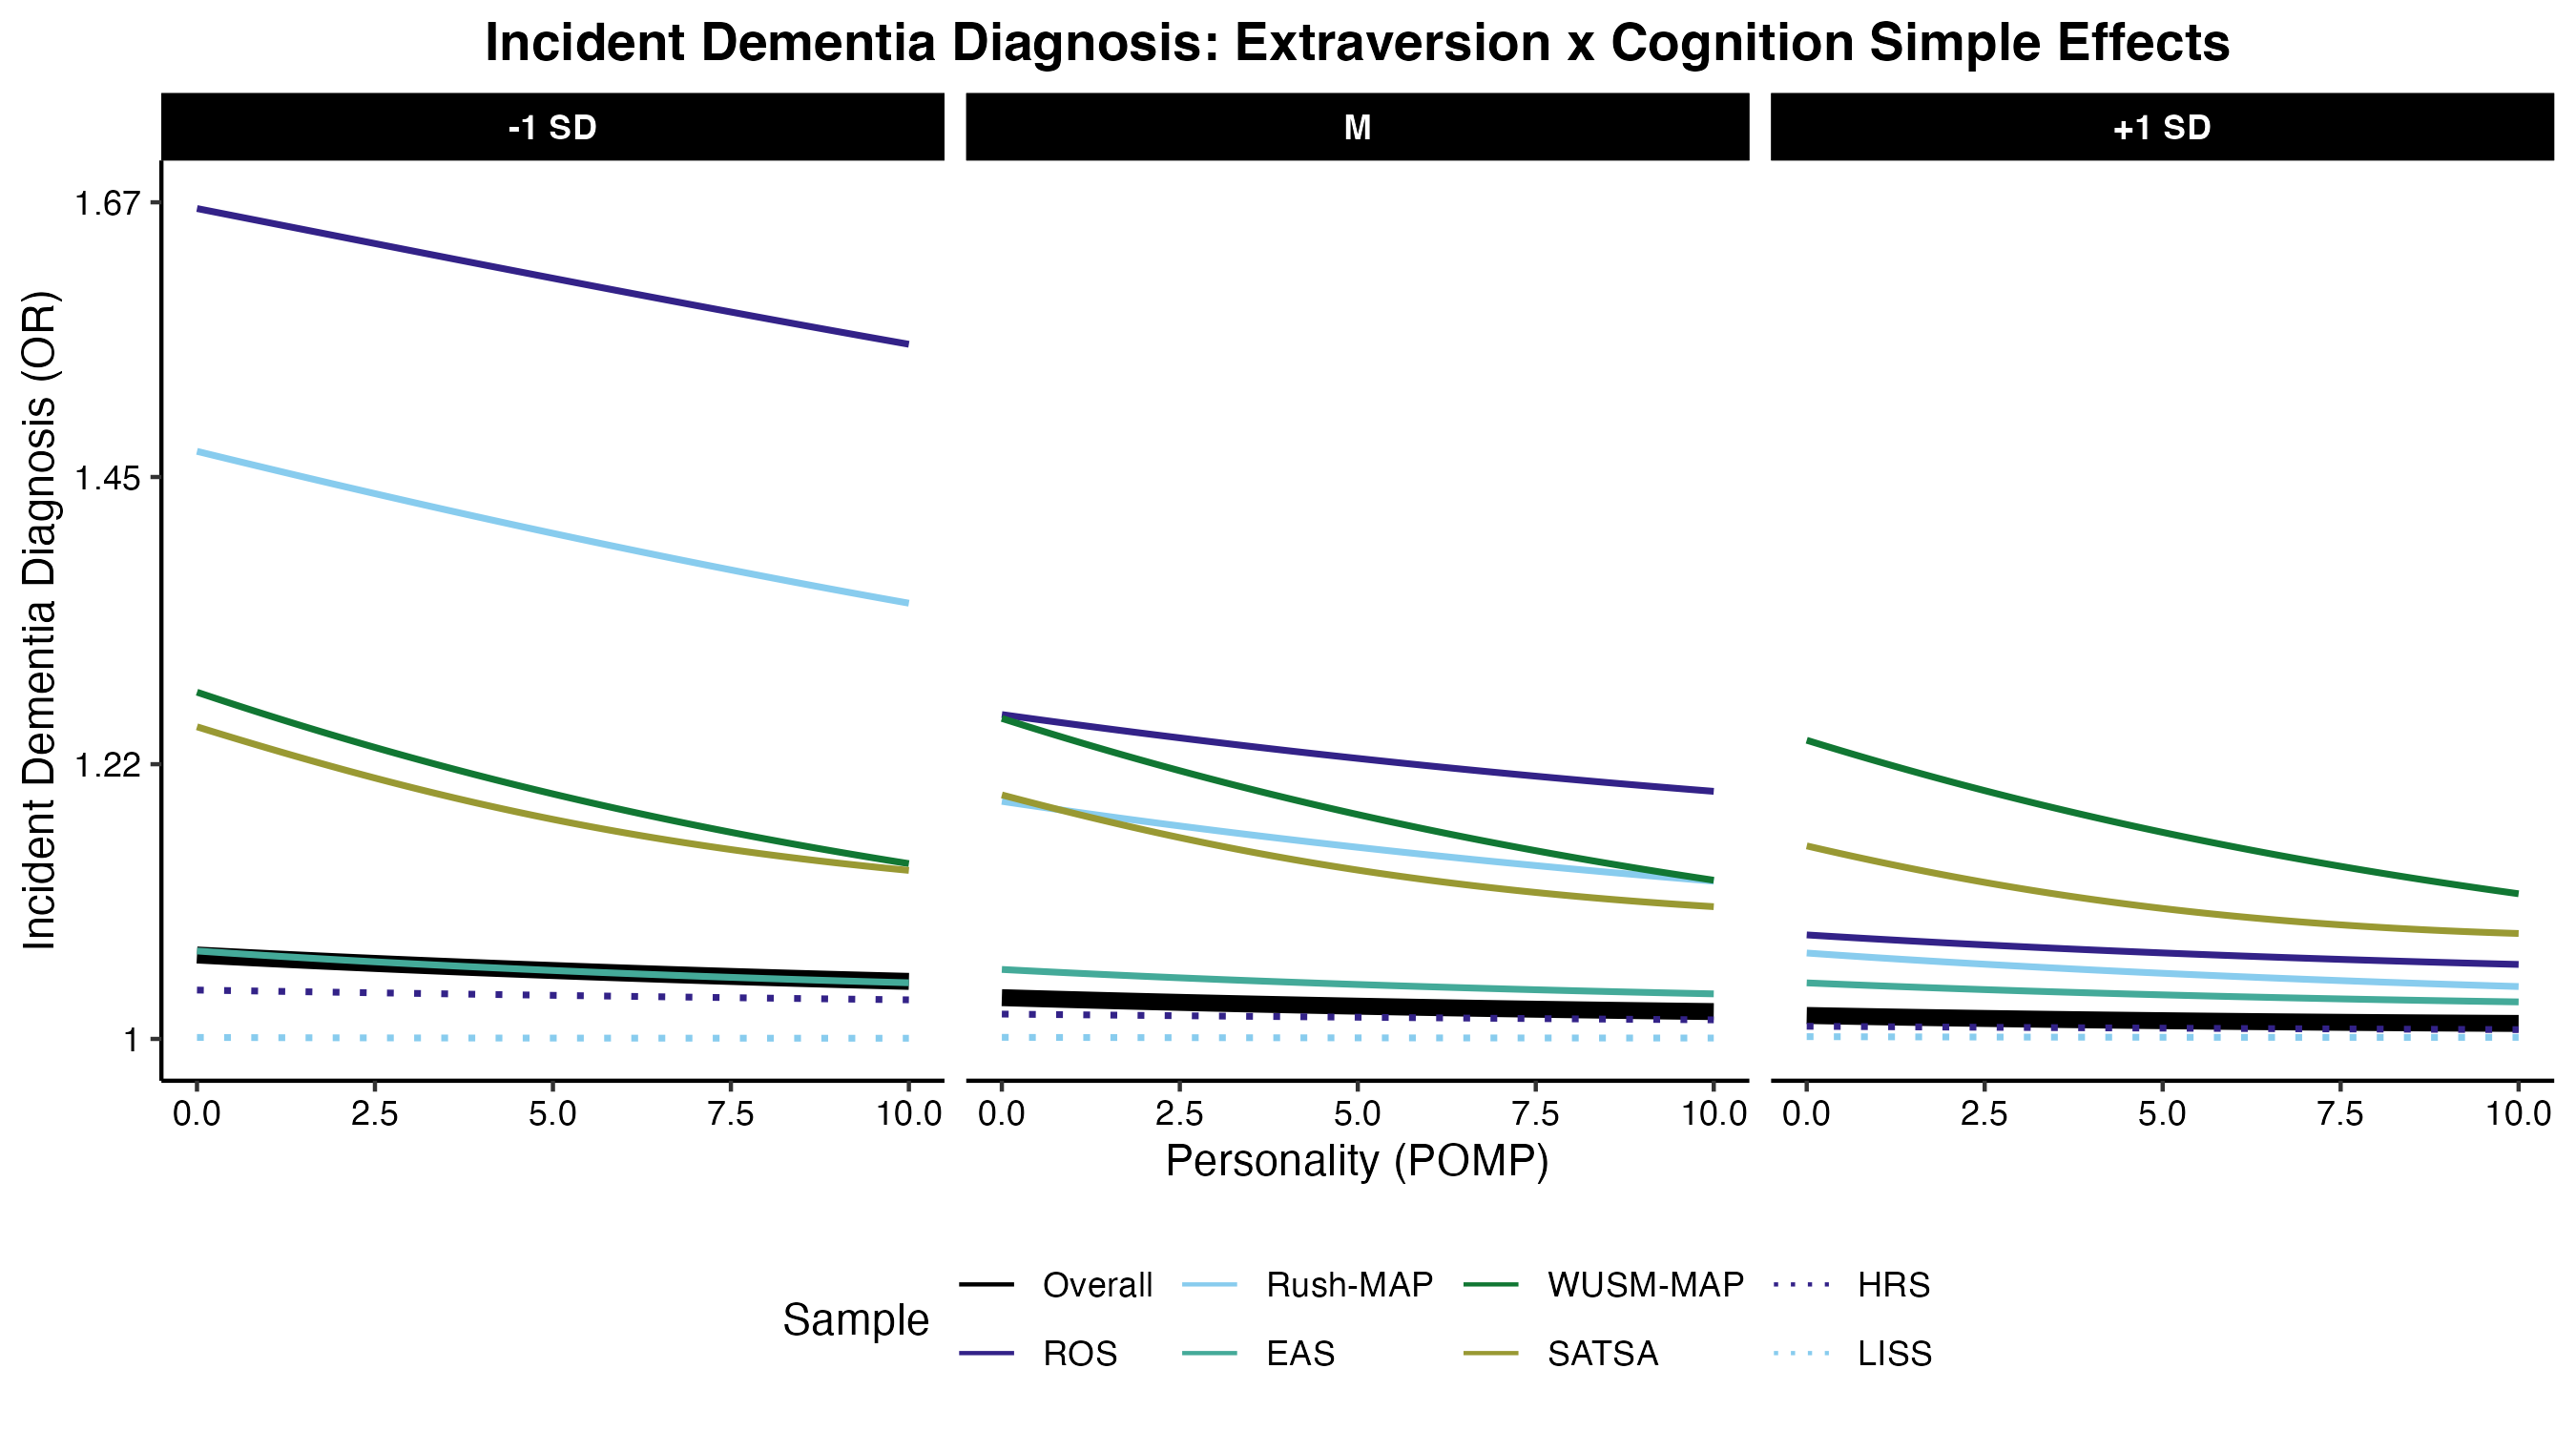 Incident Dementia Diagnosis: Extraversion x Cognition Simple Effects
-1 SD M +1 SD
Incident Dementia Diagnosis (OR)
1.67
1.45
1.22
1
0.0 2.5 5.0 7.5 10.0 0.0 2.5 5.0 7.5 10.0 0.0 2.5 5.0 7.5 10.0
Personality (POMP)
Sample
Overall Rush-MAP WUSM-MAP HRS
ROS EAS SATSA LISS